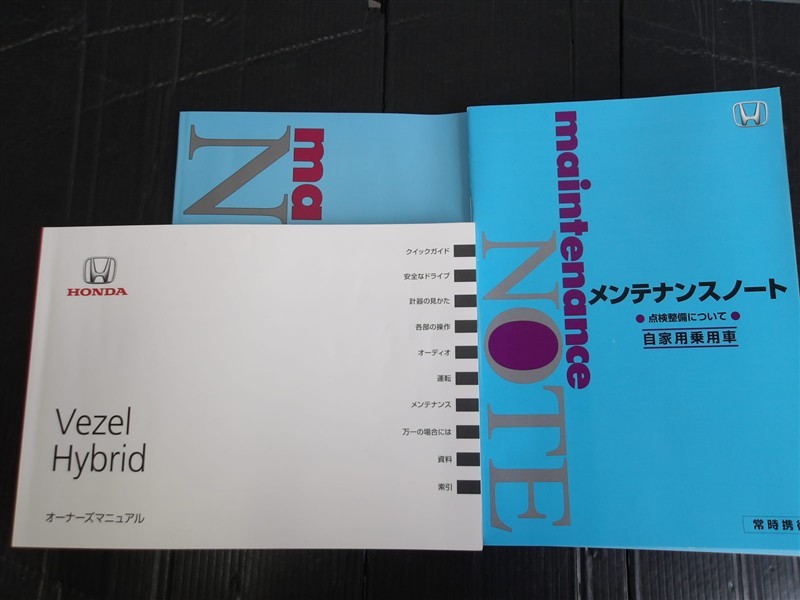 ma
N
HONDA
Vezel
Hybrid
オーナーズマニュアル
クイックガイド
安全なドライブ
計器の見かた
各部の操作
オーディオ
運転
メンテナンス
万一の場合には
資料
索引
maintenance
NOTE
メンテナンスノート
●点検整備について●
自家用乗用車
常時携